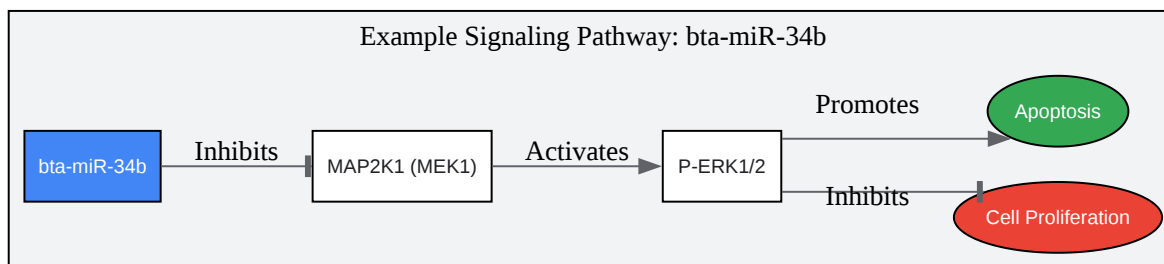 Example Signaling Pathway: bta-miR-34b
bta-miR-34b
Inhibits
MAP2K1 (MEK1)
Activates
P-ERK1/2
Promotes
Apoptosis
Inhibits
Cell Proliferation